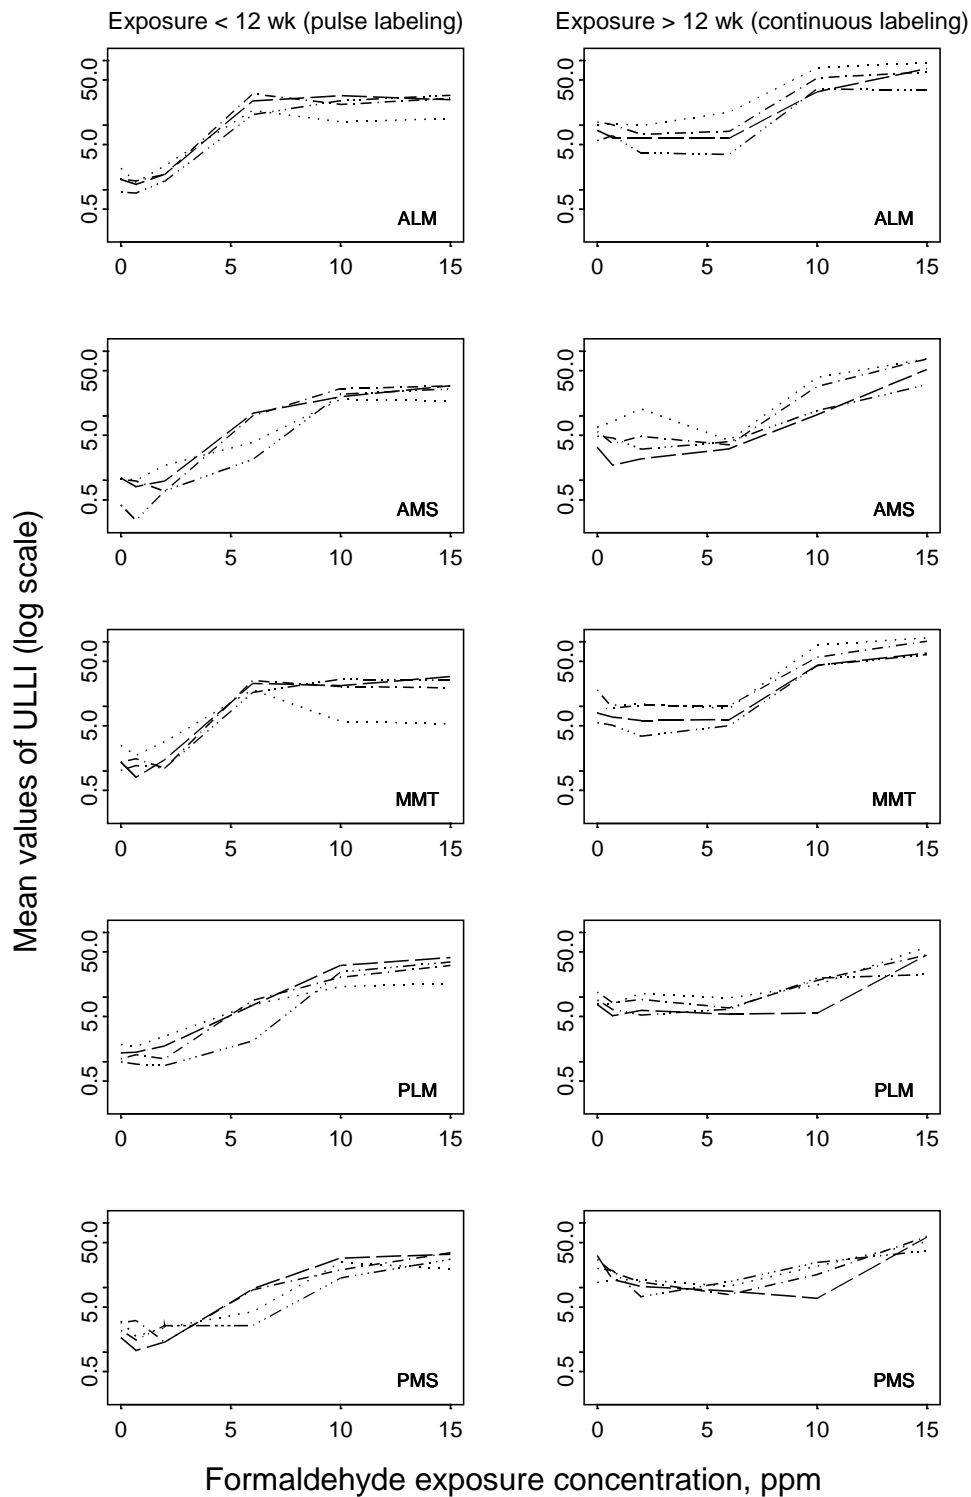 Exposure < 12 wk (pulse labeling)
Exposure > 12 wk (continuous labeling)
Mean values of ULLI (log scale)
50.0
5.0
0.5
ALM
0 5 10 15
50.0
5.0
0.5
ALM
0 5 10 15
50.0
5.0
0.5
AMS
0 5 10 15
50.0
5.0
0.5
AMS
0 5 10 15
50.0
5.0
0.5
MMT
0 5 10 15
50.0
5.0
0.5
MMT
0 5 10 15
50.0
5.0
0.5
PLM
0 5 10 15
50.0
5.0
0.5
PLM
0 5 10 15
50.0
5.0
0.5
PMS
0 5 10 15
50.0
5.0
0.5
PMS
0 5 10 15
Formaldehyde exposure concentration, ppm